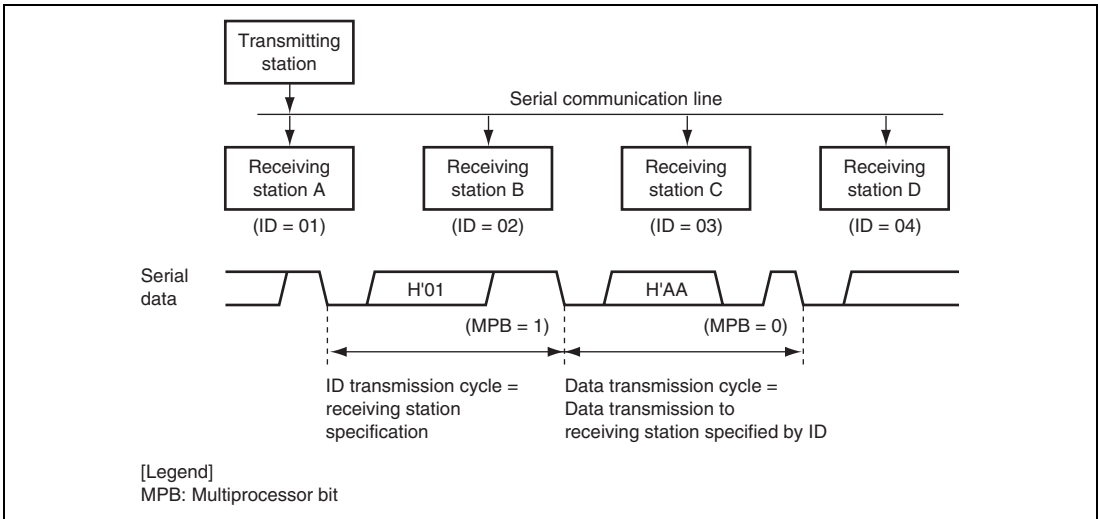 Transmitting
station
Serial communication line
Receiving
station A
Receiving
station B
Receiving
station C
Receiving
station D
(ID = 01)
(ID = 02)
(ID = 03)
(ID = 04)
Serial
data
H'01
H'AA
(MPB = 1)
(MPB = 0)
ID transmission cycle =
receiving station
specification
Data transmission cycle =
Data transmission to
receiving station specified by ID
[Legend]
MPB: Multiprocessor bit